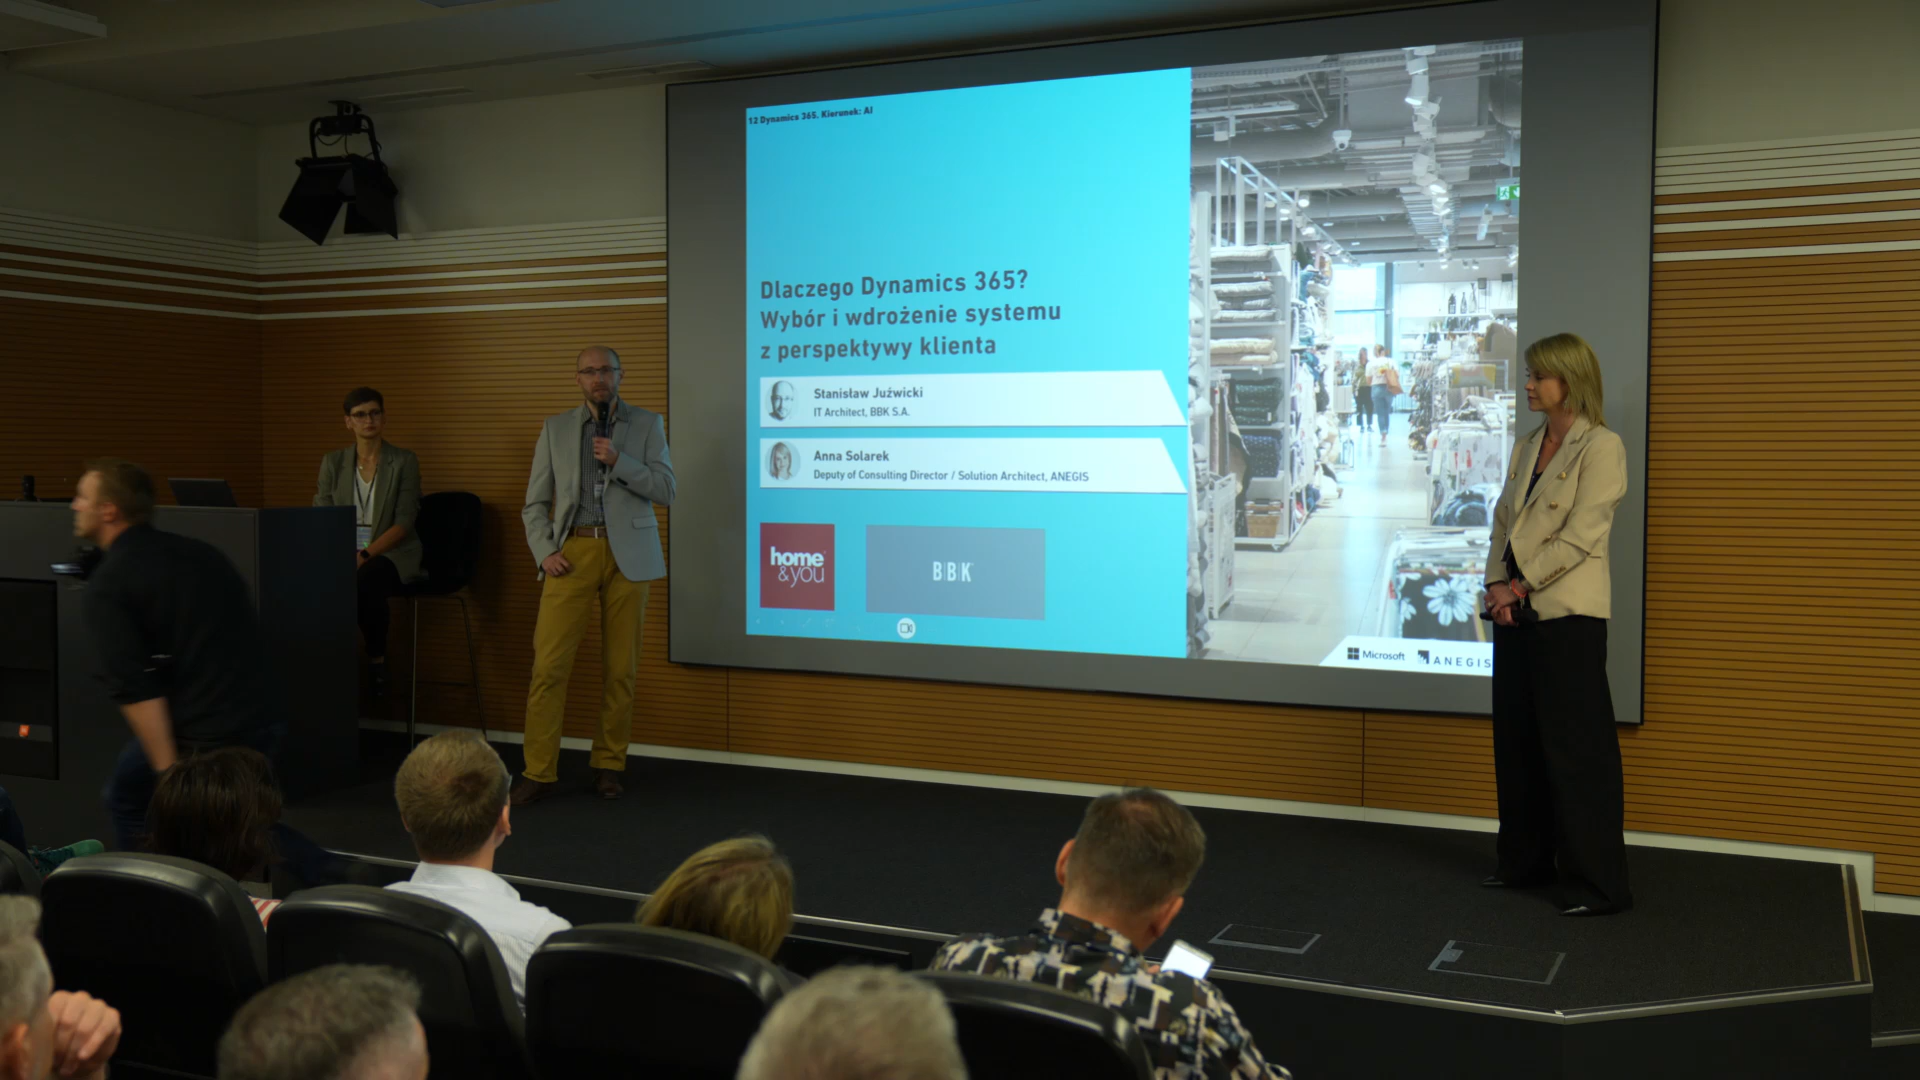 12 Dynamics 365. Kierunek: AI
Dlaczego Dynamics 365?
Wybór i wdrożenie systemu
z perspektywy klienta
Stanisław Juźwicki
IT Architect, BBK S.A.
Anna Solarek
Deputy of Consulting Director / Solution Architect, ANEGIS
home
&you
BBK
Microsoft
ANEGIS